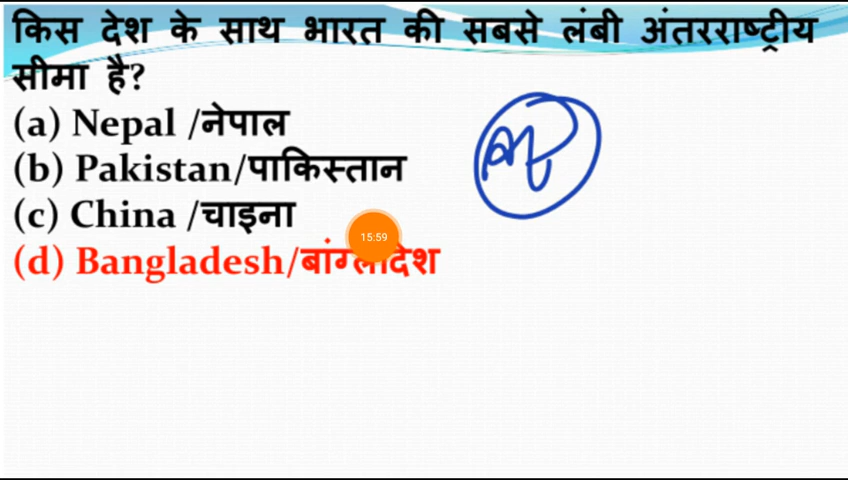 किस देश के साथ भारत की सबसे लंबी अंतरराष्ट्रीय
सीमा है?
(a) Nepal /नेपाल
(b) Pakistan/पाकिस्तान
(c) China /चाइना
15:59
(d) Bangladesh/बांग्लादेश